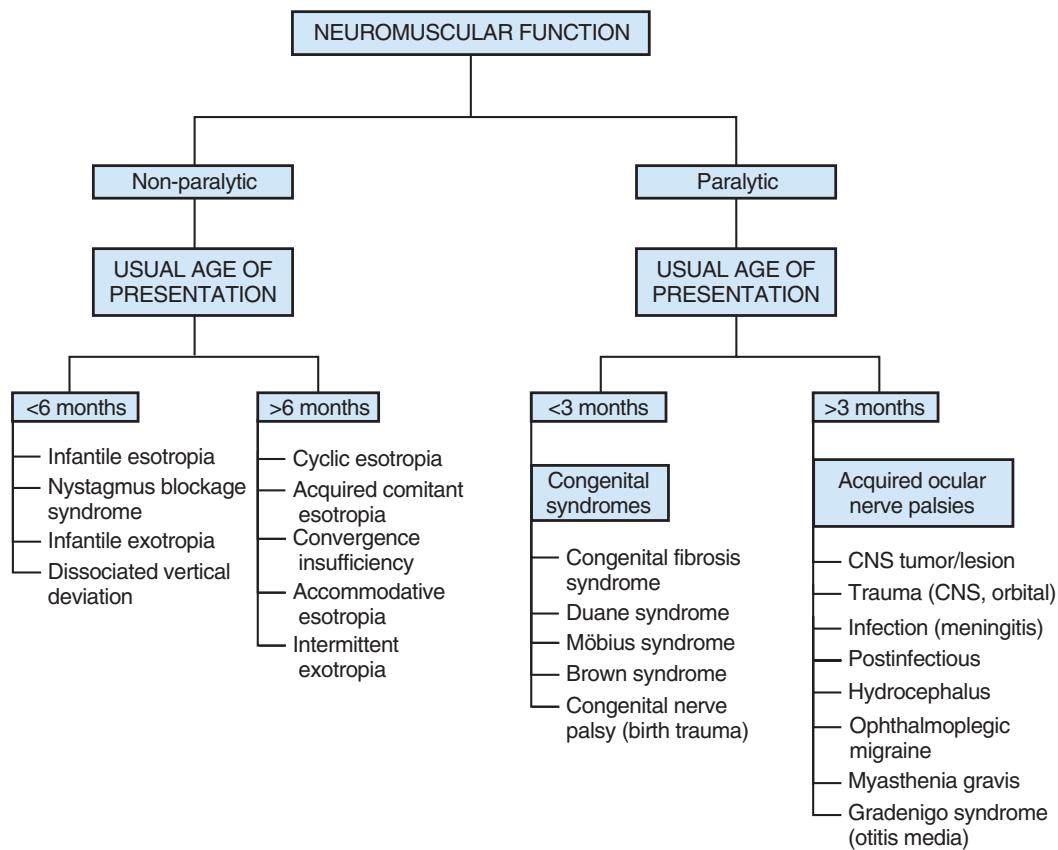 NEUROMUSCULAR FUNCTION
Non-paralytic
Paralytic
USUAL AGE OF
PRESENTATION
USUAL AGE OF
PRESENTATION
<6 months
>6 months
<3 months
>3 months
Infantile esotropia
Nystagmus blockage
syndrome
Infantile exotropia
Dissociated vertical
deviation
Cyclic esotropia
Acquired comitant
esotropia
Convergence
insufficiency
Accommodative
esotropia
Intermittent
exotropia
Congenital
syndromes
Congenital fibrosis
syndrome
Duane syndrome
Möbius syndrome
Brown syndrome
Congenital nerve
palsy (birth trauma)
Acquired ocular
nerve palsies
CNS tumor/lesion
Trauma (CNS, orbital)
Infection (meningitis)
Postinfectious
Hydrocephalus
Ophthalmoplegic
migraine
Myasthenia gravis
Gradenigo syndrome
(otitis media)